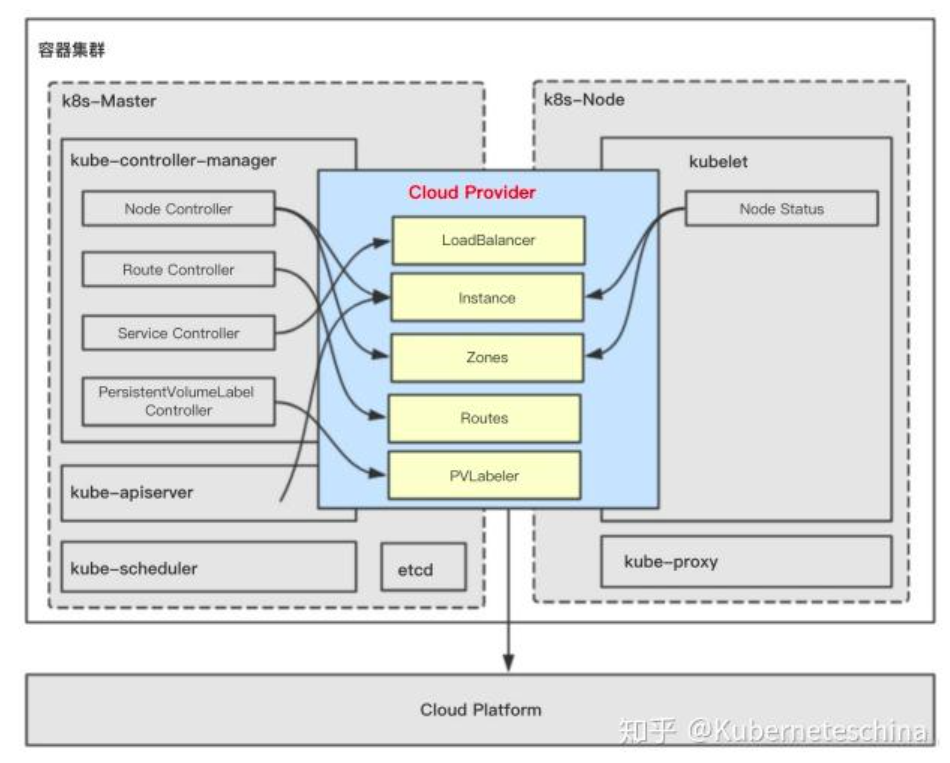 容器集群
k8s-Master
kube-controller-manager
Node Controller
Route Controller
Service Controller
PersistentVolumeLabel
Controller
kube-apiserver
kube-scheduler
etcd
Cloud Provider
LoadBalancer
Instance
Zones
Routes
PVLabeler
k8s-Node
kubelet
Node Status
kube-proxy
Cloud Platform
知乎 @Kuberneteschina